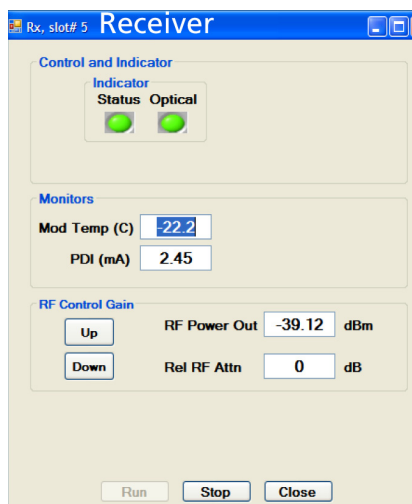 Rx, slot# 5 Receiver
Control and Indicator
Indicator
Status Optical
Monitors
Mod Temp (C) -22.2
PDI (mA) 2.45
RF Control Gain
Up RF Power Out -39.12 dBm
Down Rel RF Attn 0 dB
Run Stop Close